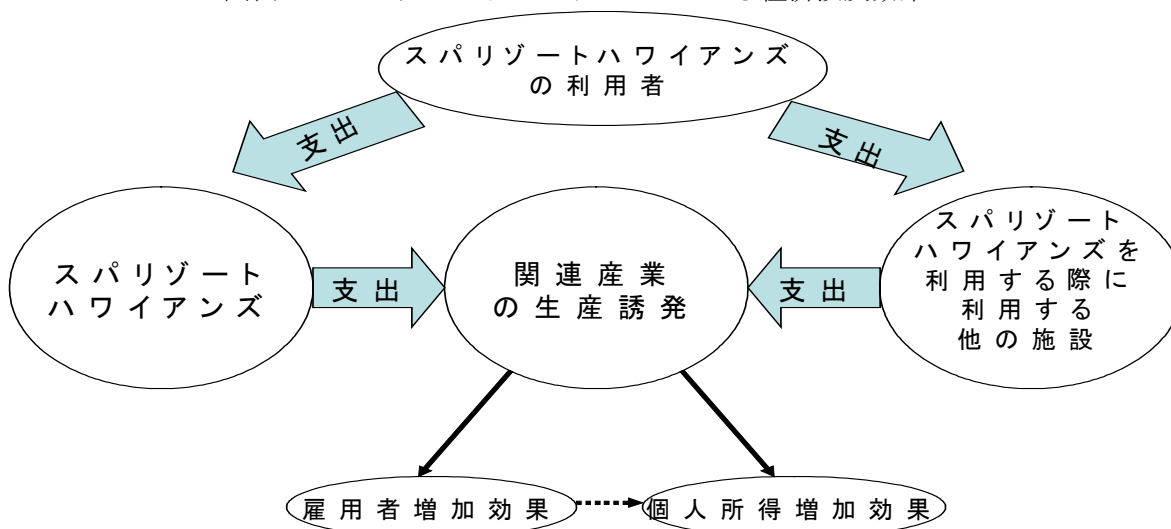 スパリゾートハワイアンズ
の利用者
支出
支出
スパリゾート
ハワイアンズ
支出
関連産業
の生産誘発
支出
スパリゾート
ハワイアンズを
利用する際に
利用する
他の施設
雇用者増加効果
個人所得増加効果